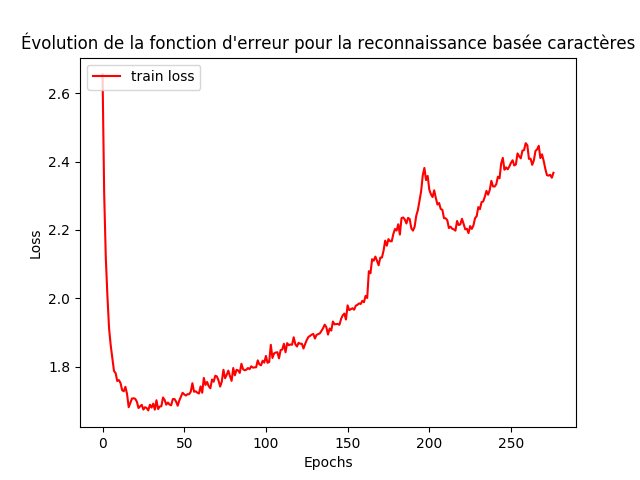 Évolution de la fonction d'erreur pour la reconnaissance basée caractères
train loss
2.6
2.4
2.2
2.0
1.8
Loss
0 50 100 150 200 250
Epochs